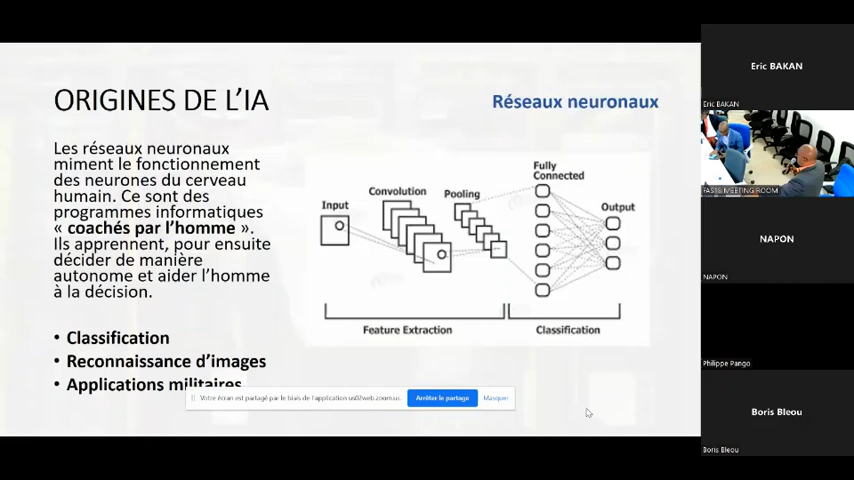 ORIGINES DE L'IA
Réseaux neuronaux
Les réseaux neuronaux
miment le fonctionnement
des neurones du cerveau
humain. Ce sont des
programmes informatiques
« coachés par l'homme ».
Ils apprennent, pour ensuite
décider de manière
autonome et aider l'homme
à la décision.
• Classification
• Reconnaissance d'images
• Applications militaires
Input
Convolution
Pooling
Fully
Connected
Output
Feature Extraction
Classification
Votre écran est partagé par le biais de l'application us02web.zoom.us.
Arrêter le partage
Masquer
Eric BAKAN
Eric BAKAN
MEETING ROOM
NAPON
NAPON
Philippe Pango
Boris Bleou
Boris Bleou